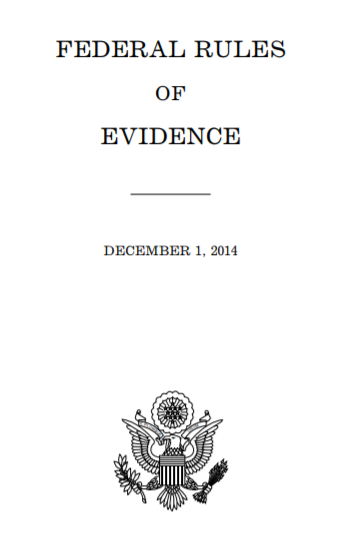 FEDERAL RULES
OF
EVIDENCE
DECEMBER 1, 2014